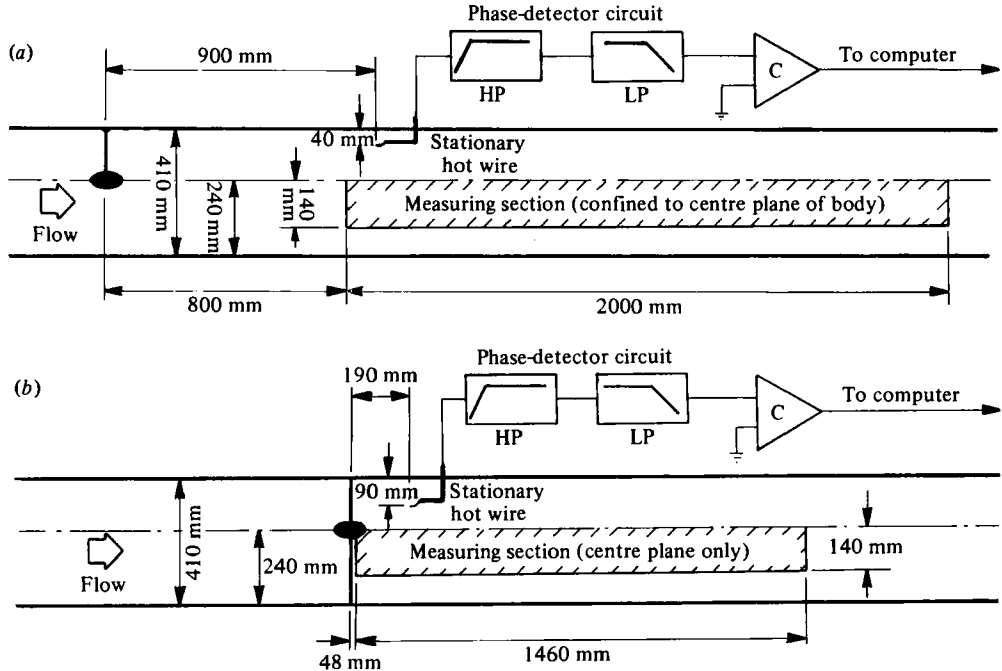 Phase-detector circuit
(a)
900 mm
HP
LP
C
To computer
40 mm
Stationary
hot wire
410 mm
240 mm
140
mm
Flow
Measuring section (confined to centre plane of body)
800 mm
2000 mm
Phase-detector circuit
(b)
190 mm
HP
LP
C
To computer
90 mm
Stationary
hot wire
410 mm
240 mm
Flow
Measuring section (centre plane only)
140 mm
48 mm
1460 mm